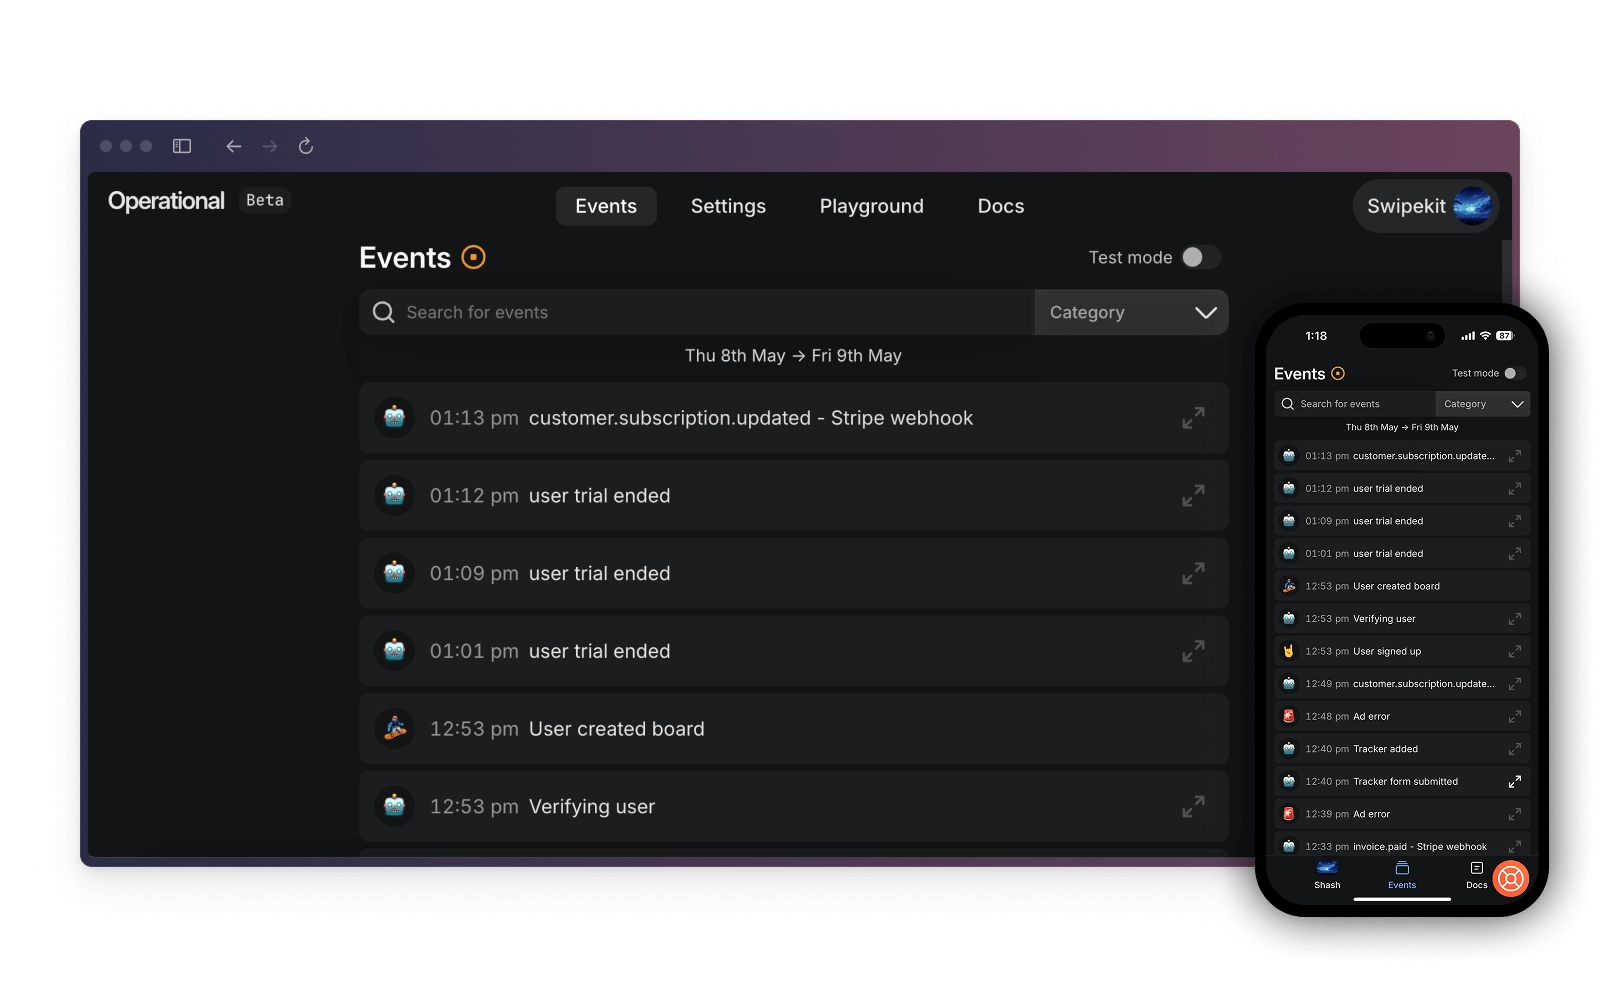 Operational Beta
Events Settings Playground Docs
Swipekit
Events
Test mode
Search for events
Category
Thu 8th May → Fri 9th May
01:13 pm customer.subscription.updated - Stripe webhook
01:12 pm user trial ended
01:09 pm user trial ended
01:01 pm user trial ended
12:53 pm User created board
12:53 pm Verifying user
1:18
87
Events
Test mode
Search for events
Category
Thu 8th May → Fri 9th May
01:13 pm customer.subscription.update...
01:12 pm user trial ended
01:09 pm user trial ended
01:01 pm user trial ended
12:53 pm User created board
12:53 pm Verifying user
12:53 pm User signed up
12:49 pm customer.subscription.update...
12:48 pm Ad error
12:40 pm Tracker added
12:40 pm Tracker form submitted
12:39 pm Ad error
12:33 pm invoice.paid - Stripe webhook
Shash Events Docs